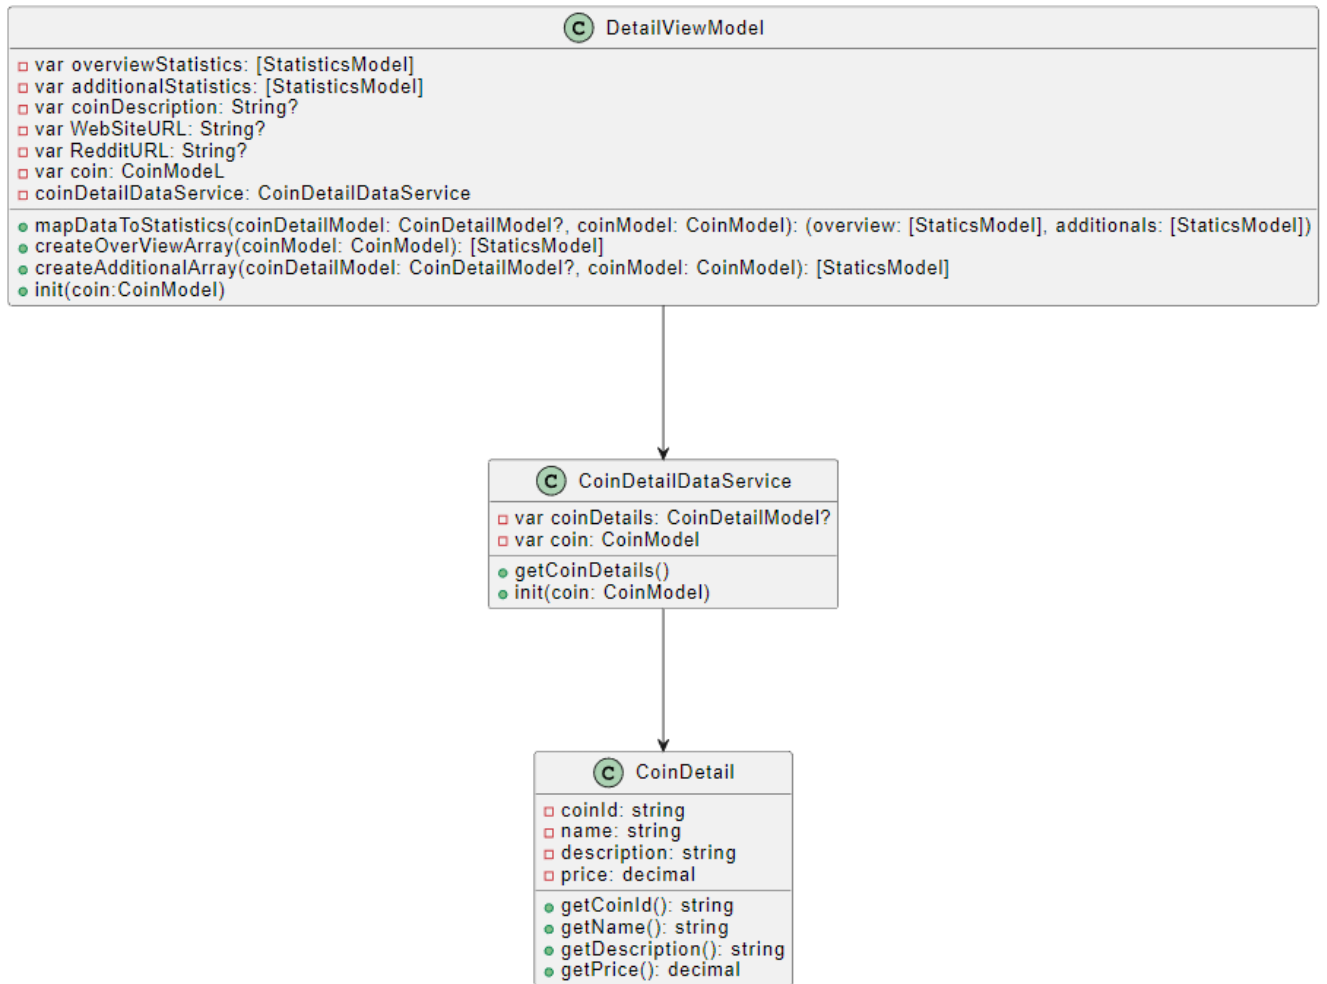 C DetailViewModel
var overviewStatistics: [StatisticsModel]
var additionalStatistics: [StatisticsModel]
var coinDescription: String?
var WebSiteURL: String?
var RedditURL: String?
var coin: CoinModeL
coinDetailDataService: CoinDetailDataService
mapDataToStatistics(coinDetailModel: CoinDetailModel?, coinModel: CoinModel): (overview: [StaticsModel], additionals: [StaticsModel])
createOverViewArray(coinModel: CoinModel): [StaticsModel]
createAdditionalArray(coinDetailModel: CoinDetailModel?, coinModel: CoinModel): [StaticsModel]
init(coin:CoinModel)
C CoinDetailDataService
var coinDetails: CoinDetailModel?
var coin: CoinModel
getCoinDetails()
init(coin: CoinModel)
C CoinDetail
coinId: string
name: string
description: string
price: decimal
getCoinId(): string
getName(): string
getDescription(): string
getPrice(): decimal